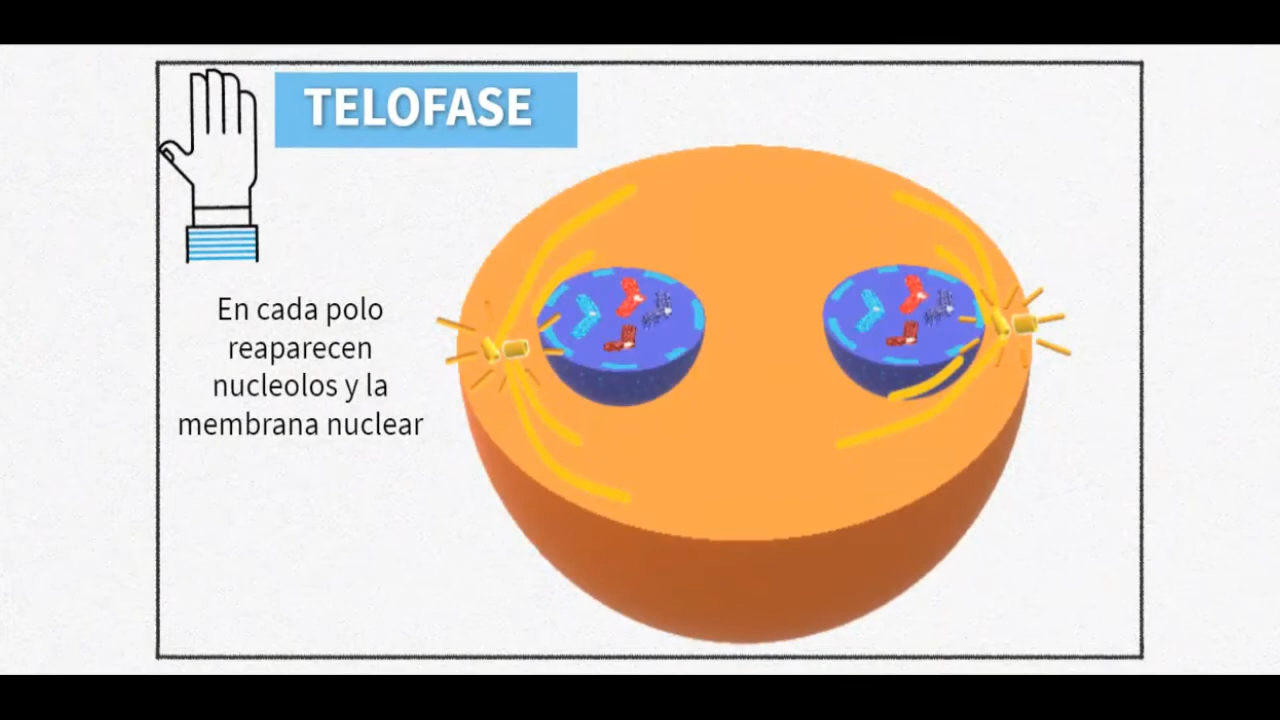 TELOFASE
En cada polo
reaparecen
nucleolos y la
membrana nuclear